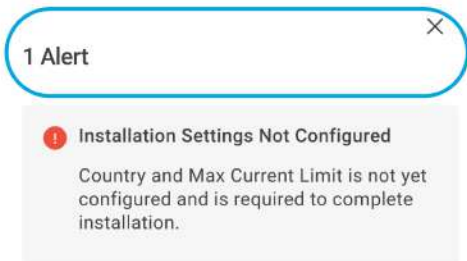 1 Alert
Installation Settings Not Configured
Country and Max Current Limit is not yet
configured and is required to complete
installation.